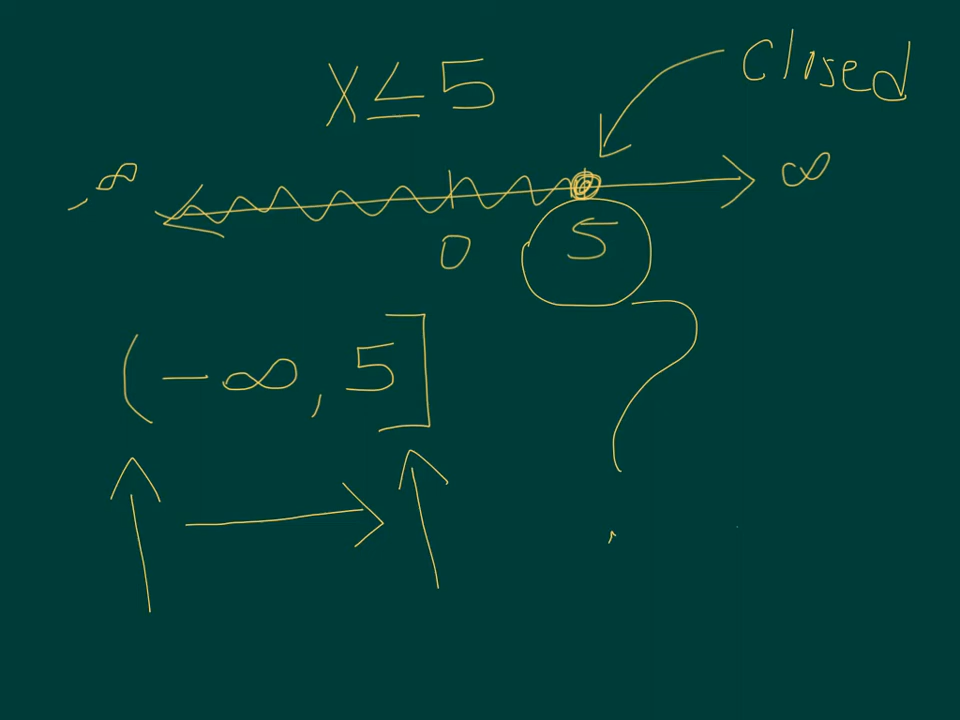 x ≤ 5
Closed
-∞ ∞
0 5
(-∞, 5]
?